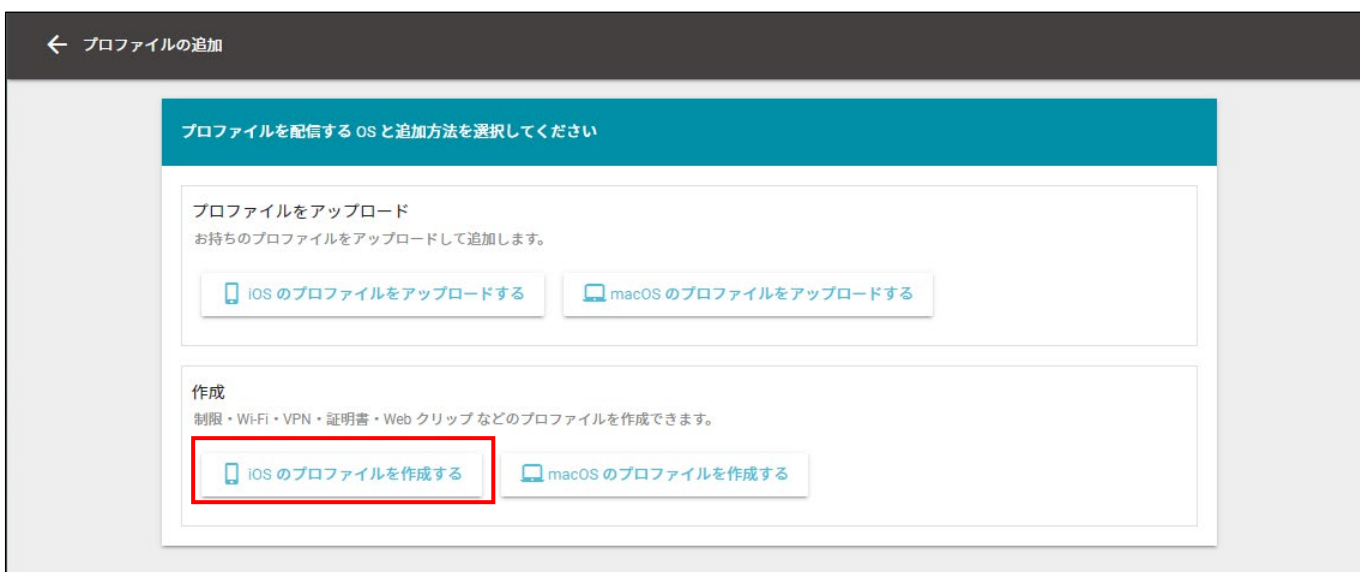 プロファイルの追加
プロファイルを配信する OS と追加方法を選択してください
プロファイルをアップロード
お持ちのプロファイルをアップロードして追加します。
iOS のプロファイルをアップロードする
macOS のプロファイルをアップロードする
作成
制限・Wi-Fi・VPN・証明書・Web クリップ などのプロファイルを作成できます。
iOS のプロファイルを作成する
macOS のプロファイルを作成する